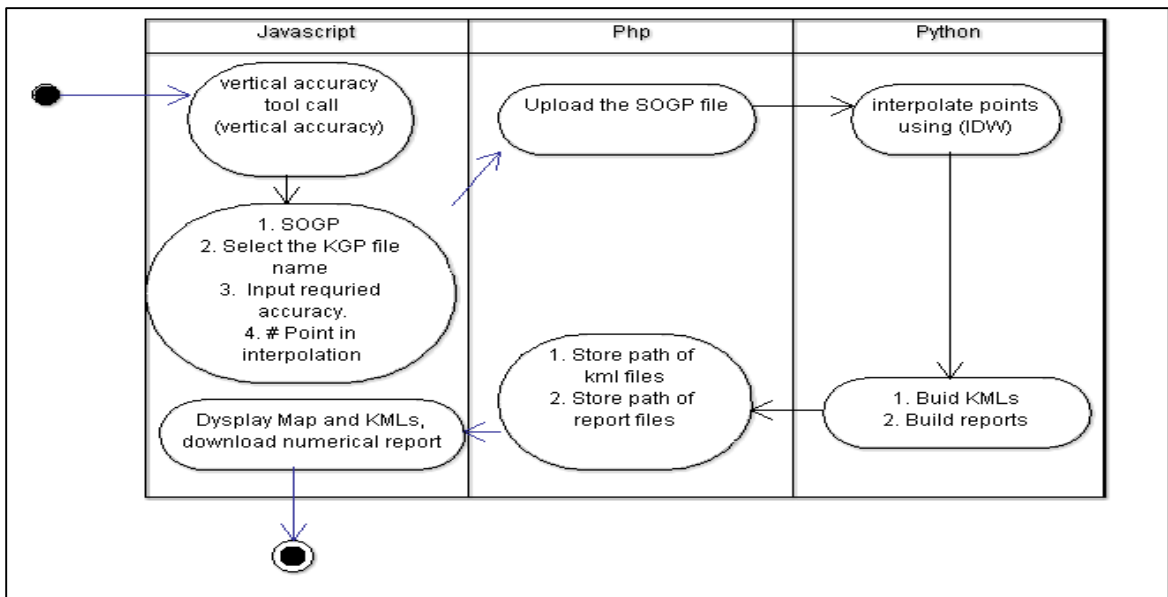 Javascript
Php
Python
vertical accuracy
tool call
(vertical accuracy)
Upload the SOGP file
interpolate points
using (IDW)
1. SOGP
2. Select the KGP file
name
3. Input requried
accuracy.
4. # Point in
interpolation
1. Buid KMLs
2. Build reports
1. Store path of
kml files
2. Store path of
report files
Dysplay Map and KMLs,
download numerical report